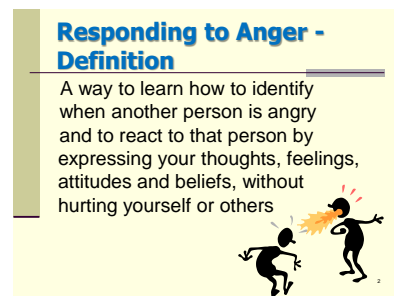 Responding to Anger -
Definition
A way to learn how to identify
when another person is angry
and to react to that person by
expressing your thoughts, feelings,
attitudes and beliefs, without
hurting yourself or others
2